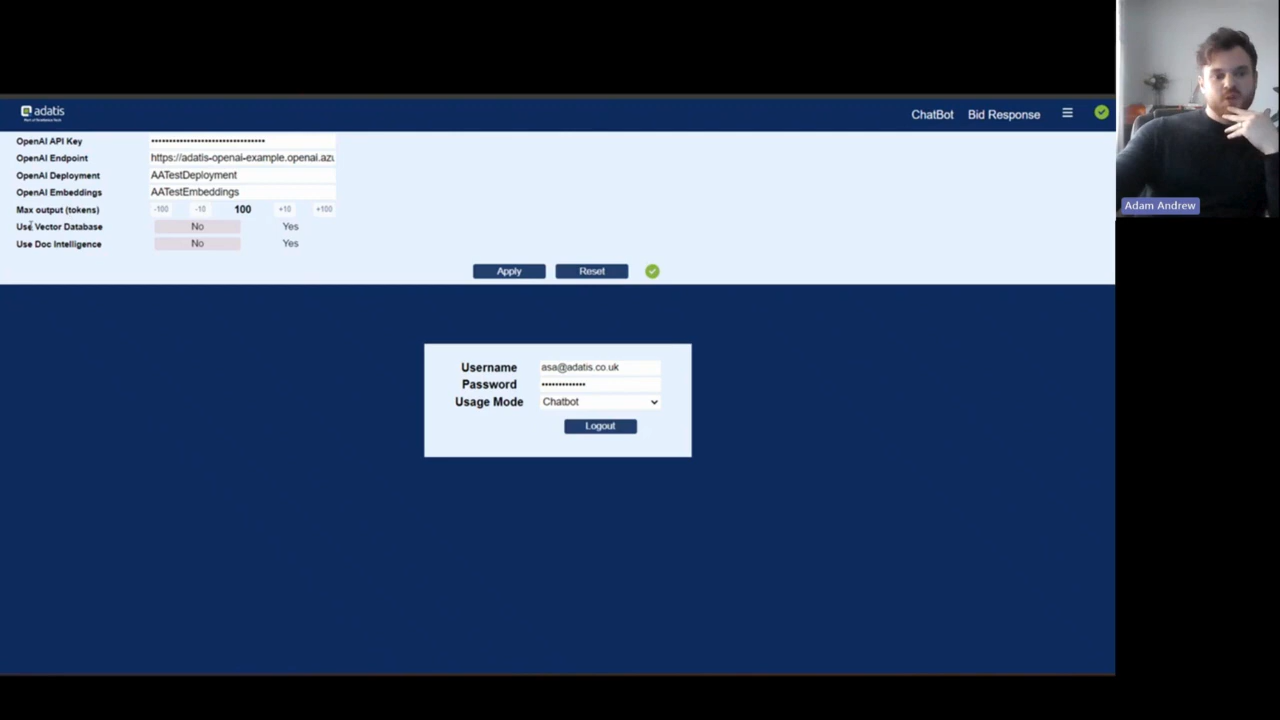 adatis
ChatBot Bid Response
OpenAI API Key
OpenAI Endpoint https://adatis-openai-example.openai.azu
OpenAI Deployment AATestDeployment
OpenAI Embeddings AATestEmbeddings
Max output (tokens) -100 -10 100 +10 +100
Use Vector Database No Yes
Use Doc Intelligence No Yes
Apply Reset
Username asa@adatis.co.uk
Password
Usage Mode Chatbot
Logout
Adam Andrew